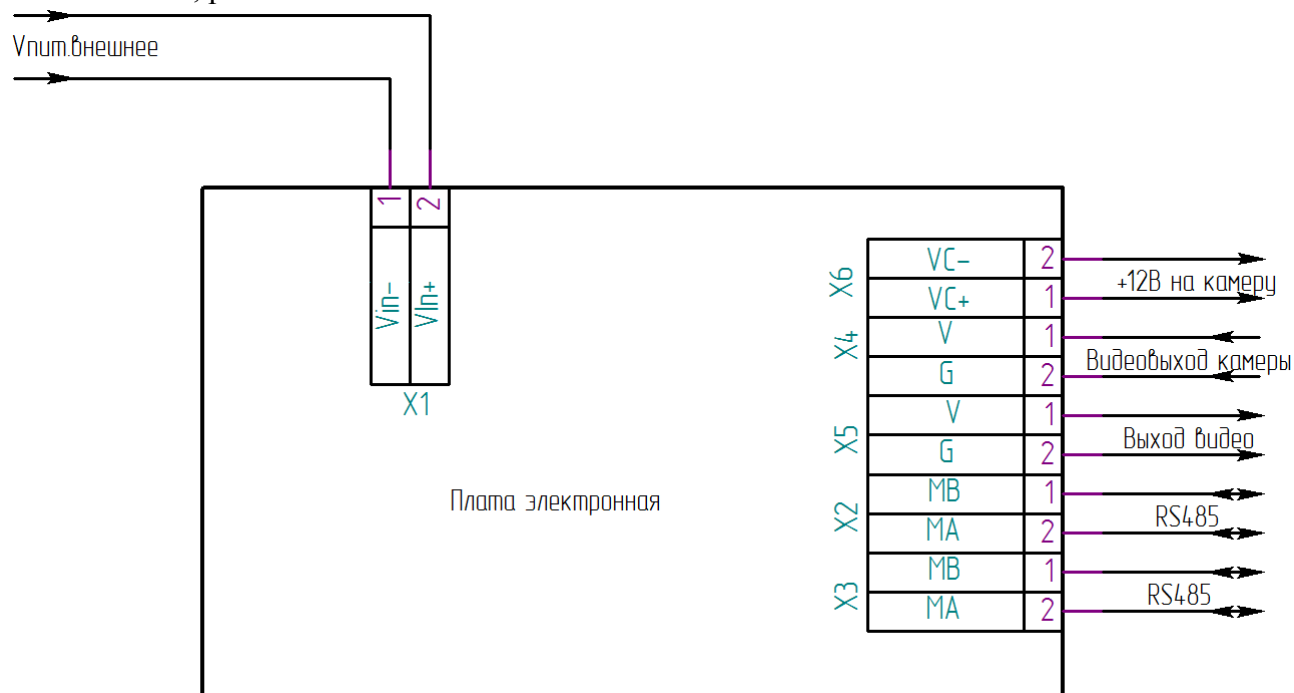 Vпит.внешнее
1 2
Vin- VIn+
X1
X6 VC- 2
+12В на камеру
VC+ 1
X4 V 1
Видеовыход камеры
G 2
X5 V 1
Выход видео
G 2
Плата электронная
X2 MB 1
RS485
MA 2
X3 MB 1
RS485
MA 2